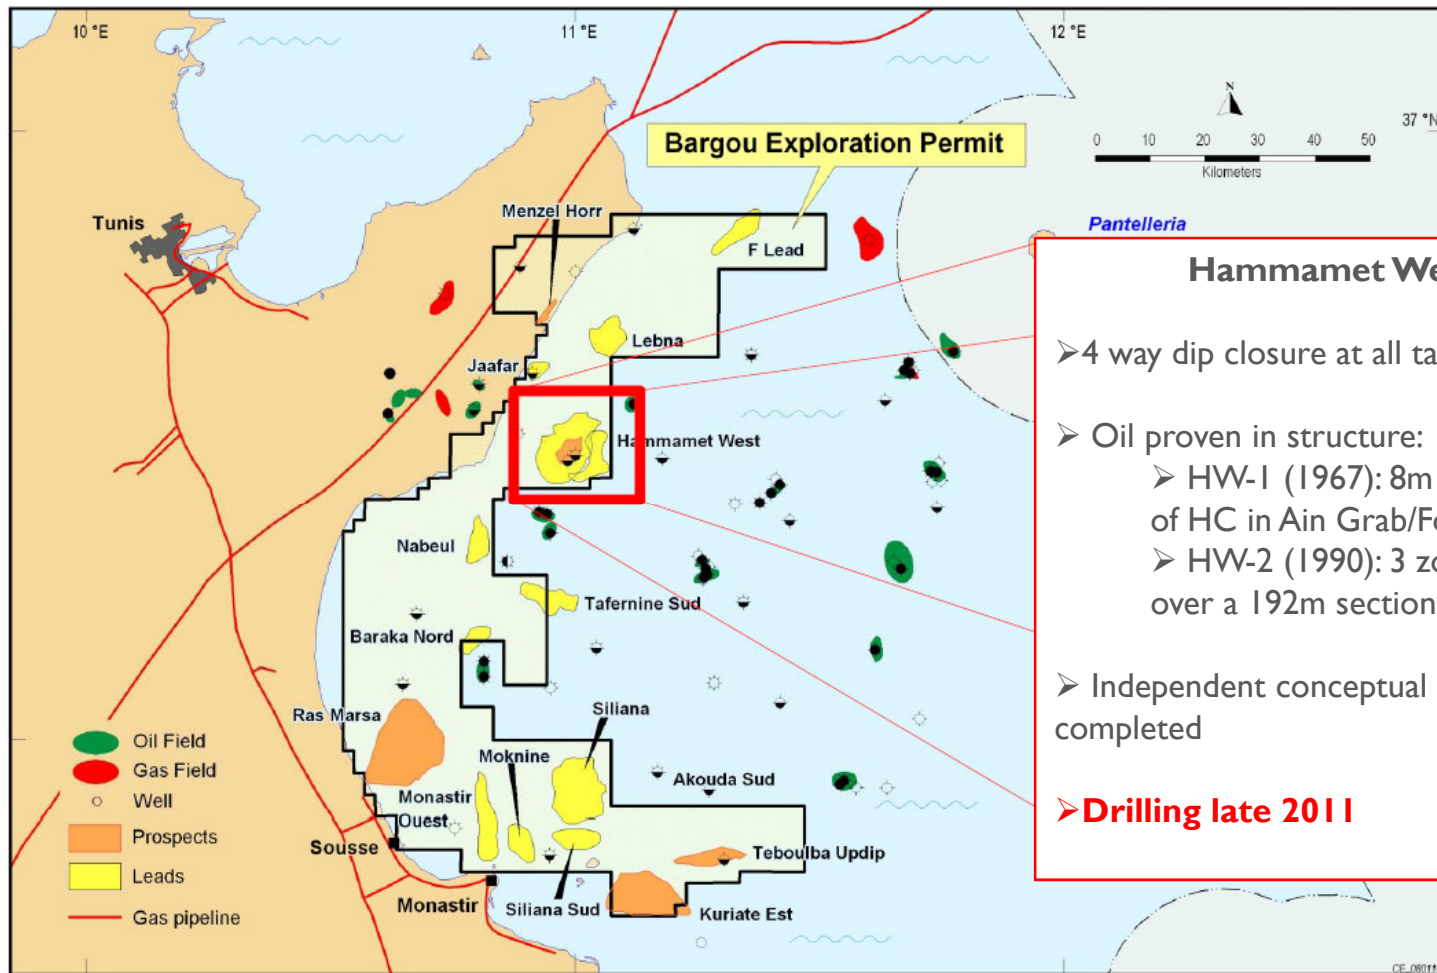 10 °E
11 °E
12 °E
N
37 °N
0 10 20 30 40 50
Kilometers
Bargou Exploration Permit
Tunis
Menzel Horr
Pantelleria
F Lead
Lebna
Jaafar
Hammamet West
Nabeul
Tafernine Sud
Baraka Nord
Ras Marsa
Siliana
Moknine
Akouda Sud
Monastir
Ouest
Sousse
Teboulba Updip
Monastir
Siliana Sud
Kuriate Est
Oil Field
Gas Field
Well
Prospects
Leads
Gas pipeline
Hammamet We
➢4 way dip closure at all ta
➢ Oil proven in structure:
➢ HW-1 (1967): 8m
of HC in Ain Grab/Fo
➢ HW-2 (1990): 3 zo
over a 192m section
➢ Independent conceptual
completed
➢Drilling late 2011